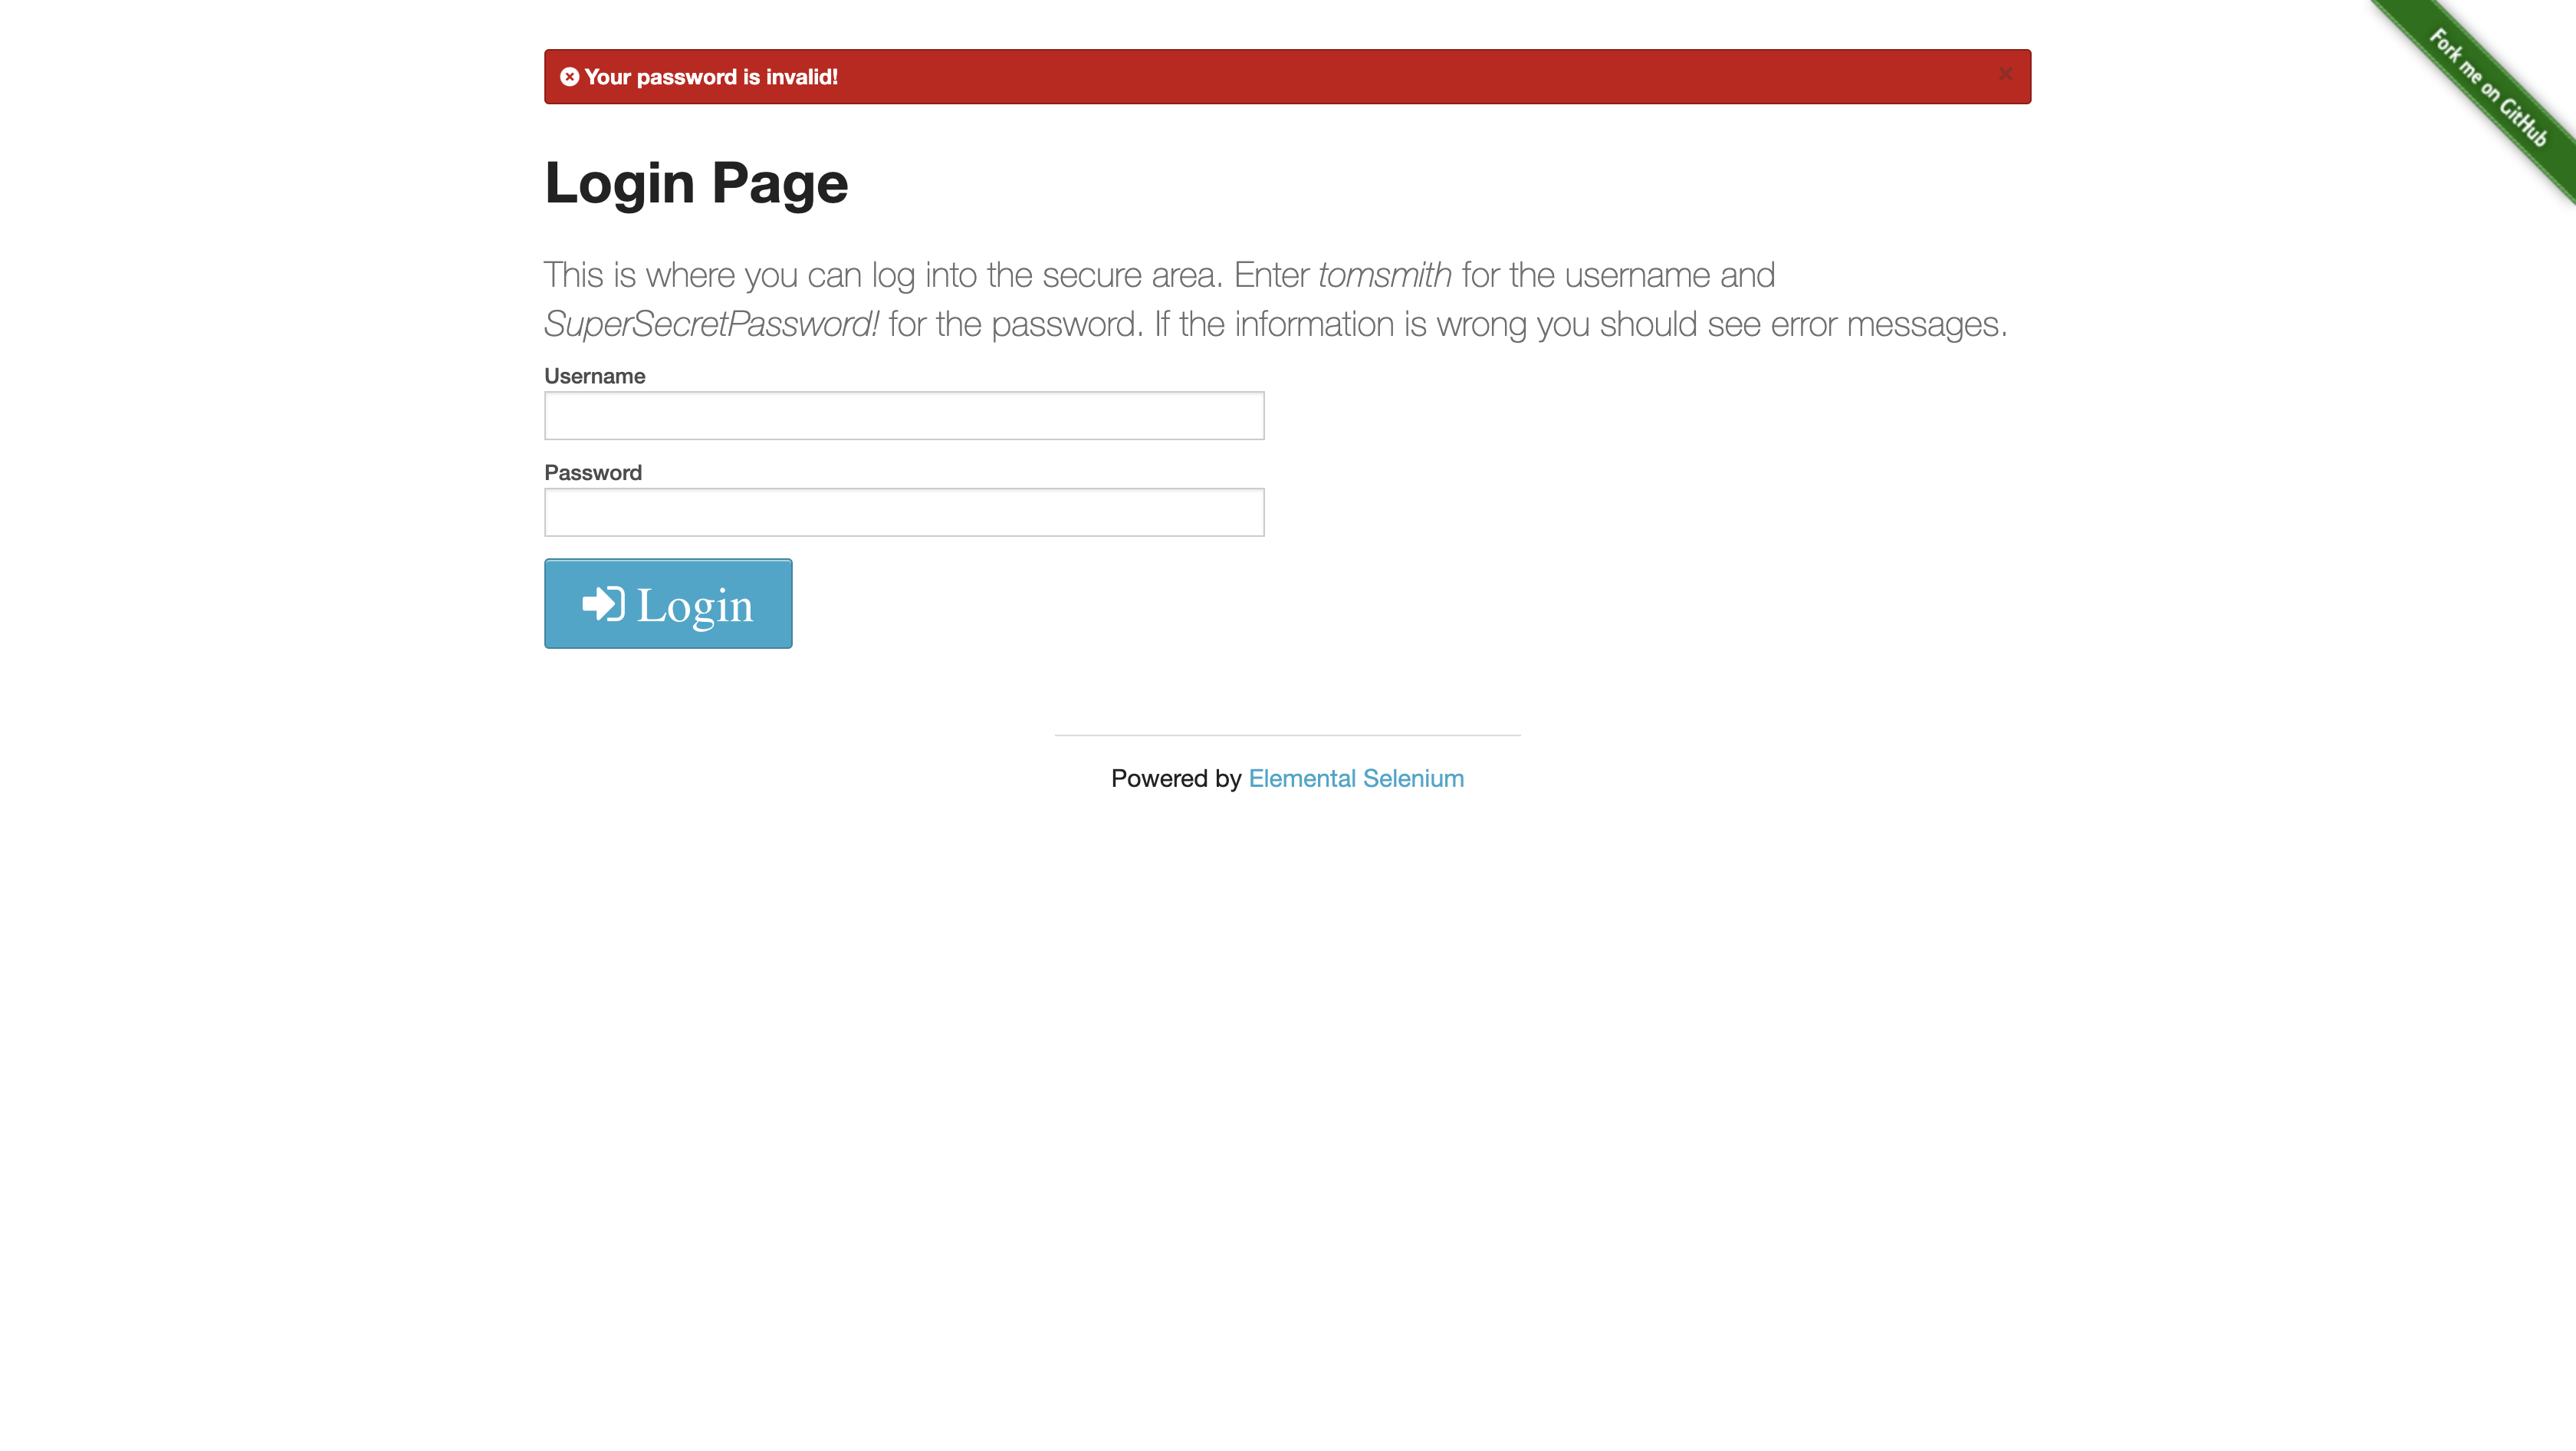 Fork me on GitHub
Your password is invalid!
Login Page
This is where you can log into the secure area. Enter tomsmith for the username and
SuperSecretPassword! for the password. If the information is wrong you should see error messages.
Username
Password
Login
Powered by Elemental Selenium